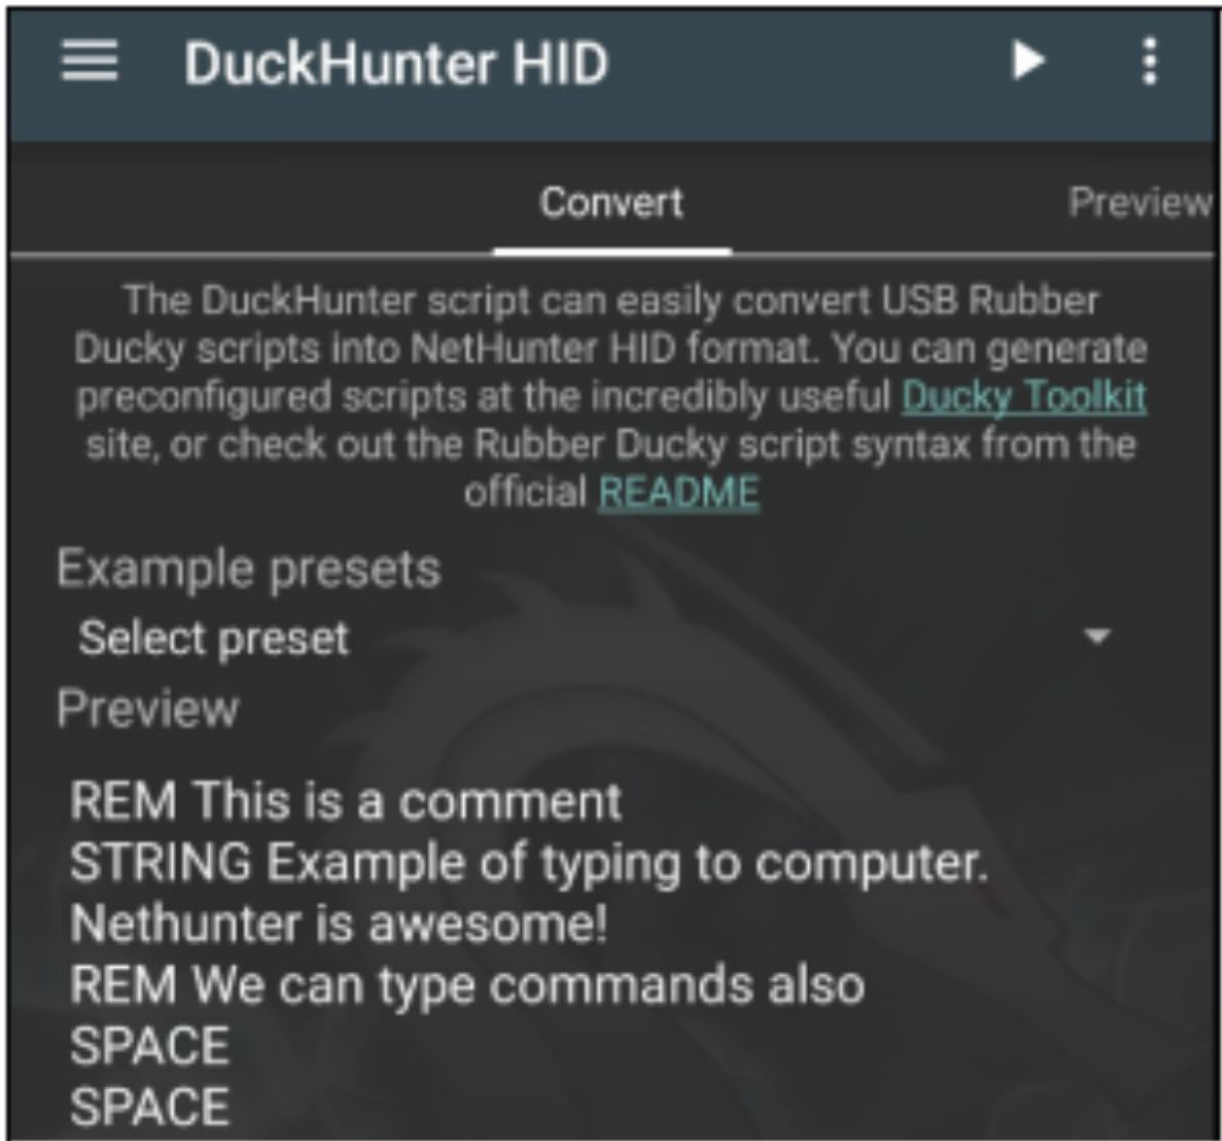 DuckHunter HID
Convert
Preview
The DuckHunter script can easily convert USB Rubber
Ducky scripts into NetHunter HID format. You can generate
preconfigured scripts at the incredibly useful Ducky Toolkit
site, or check out the Rubber Ducky script syntax from the
official README
Example presets
Select preset
Preview
REM This is a comment
STRING Example of typing to computer.
Nethunter is awesome!
REM We can type commands also
SPACE
SPACE